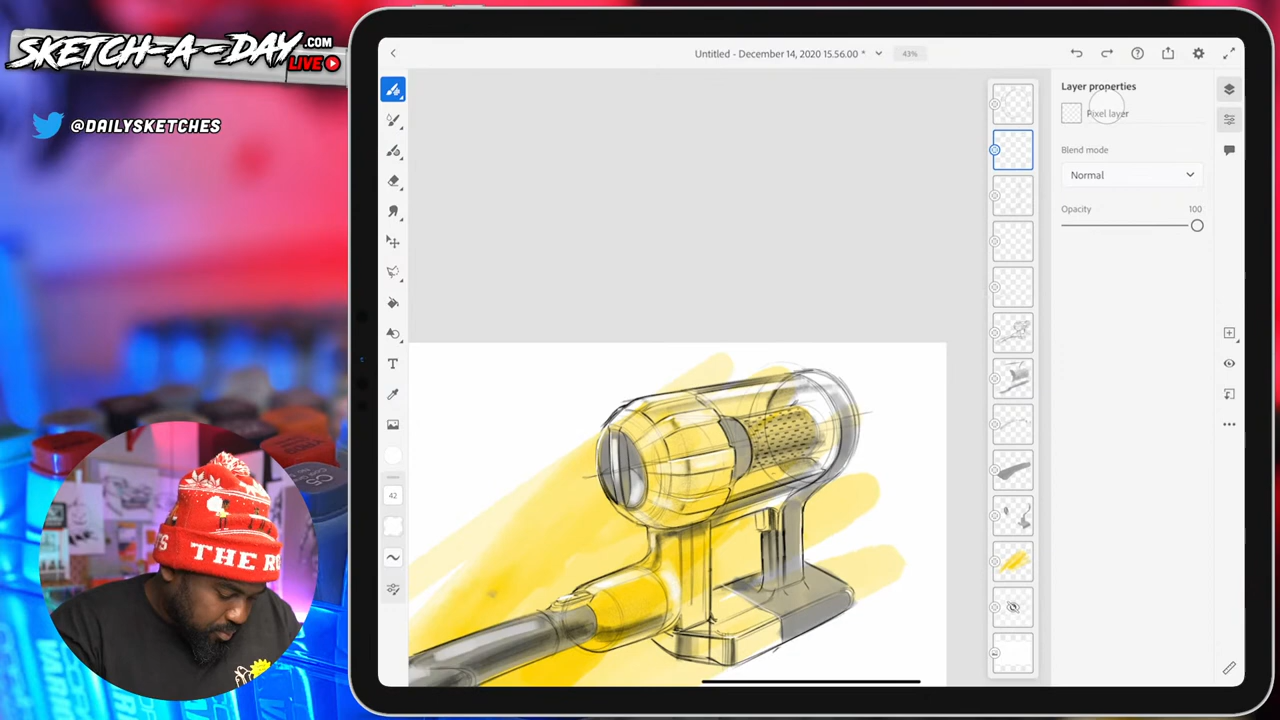 SKETCH-A-DAY.COM
LIVE
@DAILYSKETCHES
Untitled - December 14, 2020 15.56.00 *
43%
Layer properties
Pixel layer
Blend mode
Normal
Opacity
100
T
42
THE